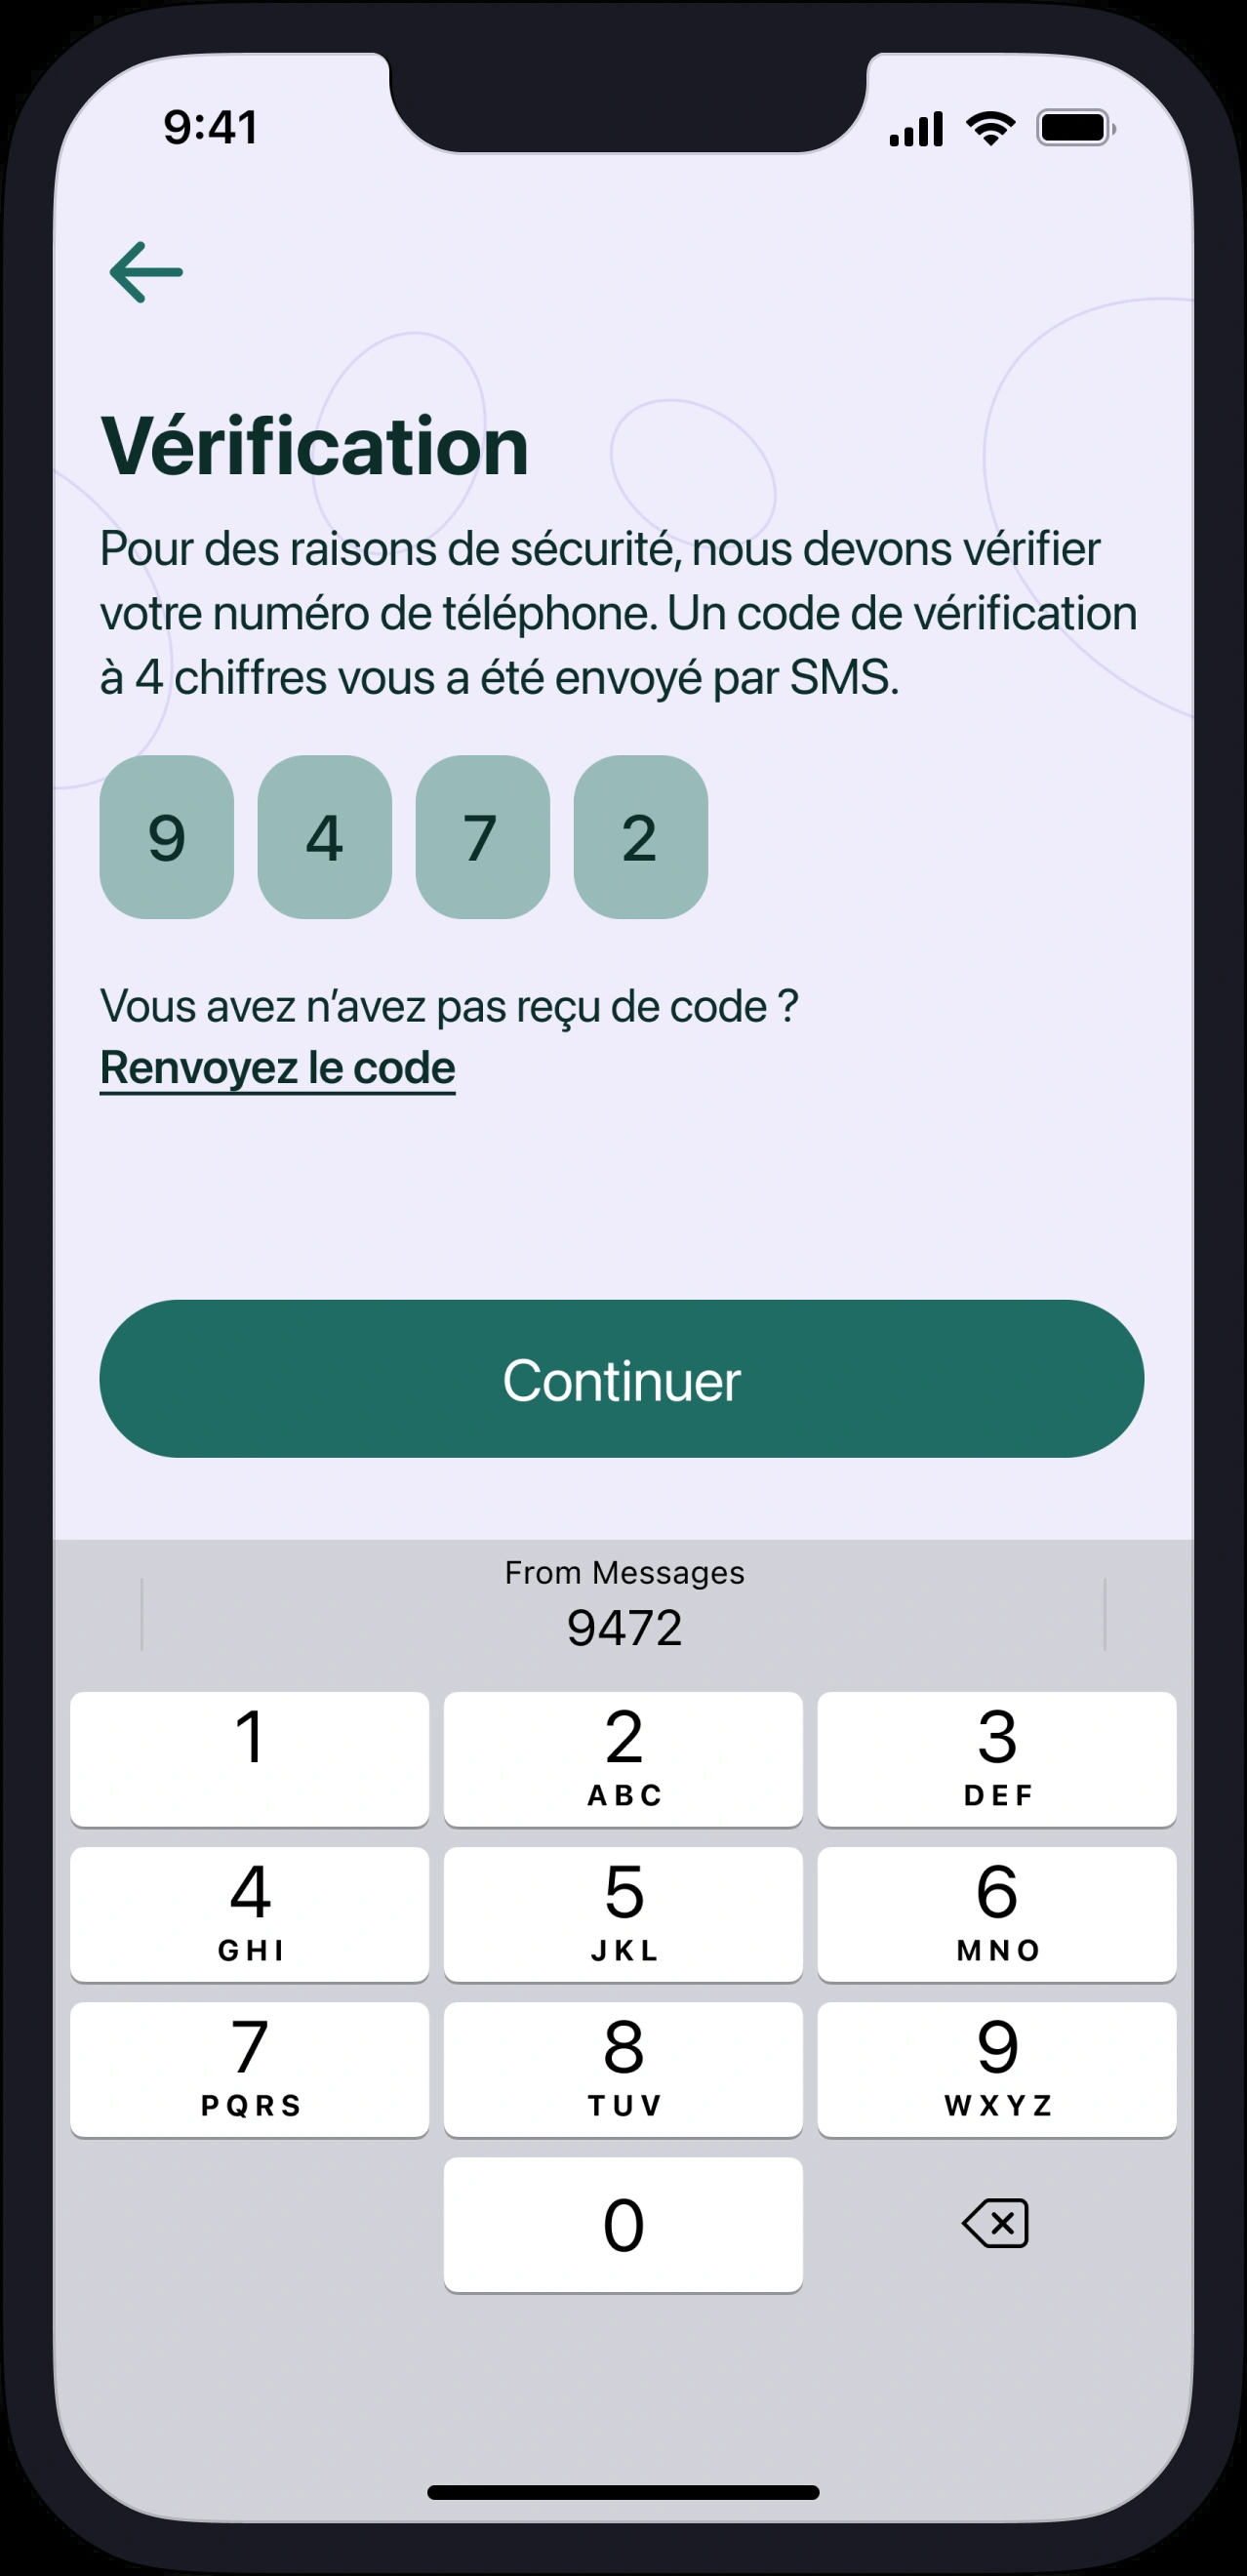 9:41
Vérification
Pour des raisons de sécurité, nous devons vérifier
votre numéro de téléphone. Un code de vérification
à 4 chiffres vous a été envoyé par SMS.
9 4 7 2
Vous avez n’avez pas reçu de code ?
Renvoyez le code
Continuer
From Messages
9472
1 2 3
ABC DEF
4 5 6
GHI JKL MNO
7 8 9
PQRS TUV WXYZ
0